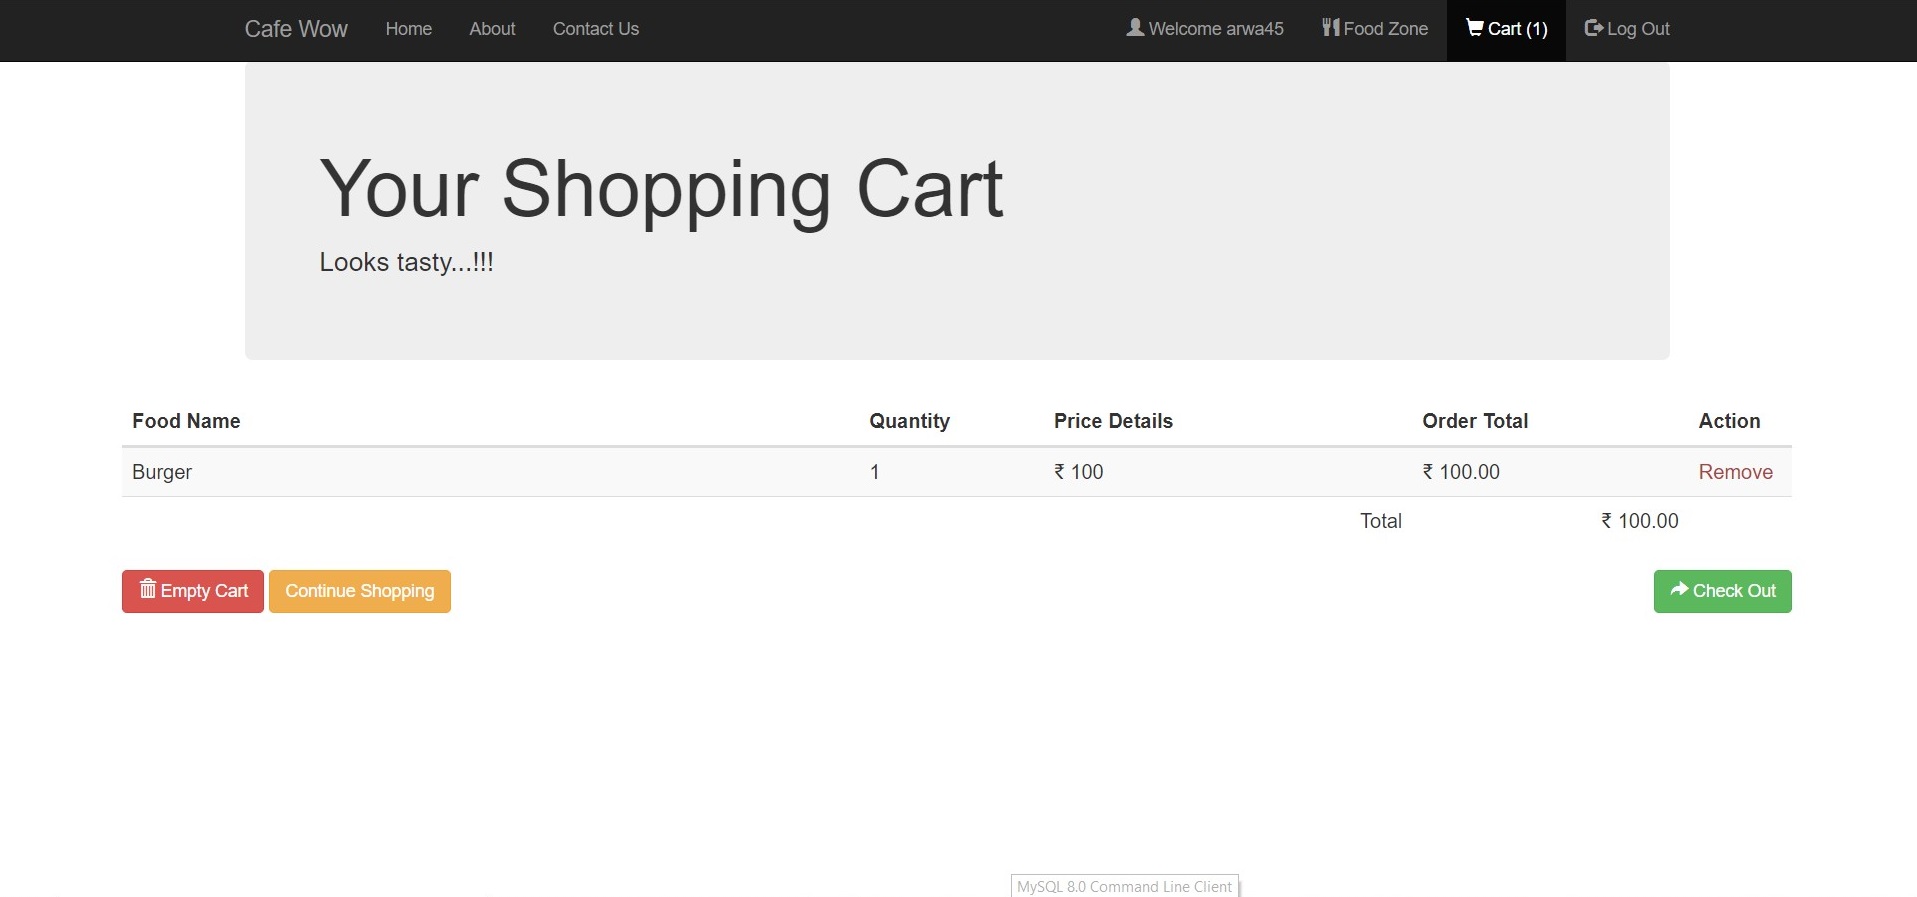 Cafe Wow Home About Contact Us Welcome arwa45 Food Zone Cart (1) Log Out
Your Shopping Cart
Looks tasty...!!!
Food Name Quantity Price Details Order Total Action
Burger 1 ₹ 100 ₹ 100.00 Remove
Total ₹ 100.00
Empty Cart Continue Shopping Check Out
MySQL 8.0 Command Line Client